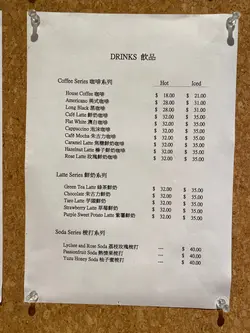 DRINKS 飲品
Coffee Series 咖啡系列 Hot Iced
House Coffee 咖啡 $ 18.00 $ 21.00
Americano 美式咖啡 $ 28.00 $ 31.00
Long Black 黑咖啡 $ 28.00 $ 31.00
Café Latte 鮮奶咖啡 $ 32.00 $ 35.00
Flat White 澳白咖啡 $ 32.00 $ 35.00
Cappuccino 泡沫咖啡 $ 32.00 $ 35.00
Café Mocha 朱古力咖啡 $ 32.00 $ 35.00
Caramel Latte 焦糖鮮奶咖啡 $ 32.00 $ 35.00
Hazelnut Latte 榛子鮮奶咖啡 $ 32.00 $ 35.00
Rose Latte 玫瑰鮮奶咖啡 $ 32.00 $ 35.00
Latte Series 鮮奶系列
Green Tea Latte 綠茶鮮奶 $ 32.00 $ 35.00
Chocolate 朱古力鮮奶 $ 32.00 $ 35.00
Taro Latte 芋頭鮮奶 $ 32.00 $ 35.00
Strawberry Latte 草莓鮮奶 $ 32.00 $ 35.00
Purple Sweet Potato Latte 紫薯鮮奶 $ 32.00 $ 35.00
Soda Series 梳打系列
Lychee and Rose Soda 荔枝玫瑰梳打 — $ 40.00
Passionfruit Soda 熱情果梳打 — $ 40.00
Yuzu Honey Soda 柚子蜜梳打 — $ 40.00